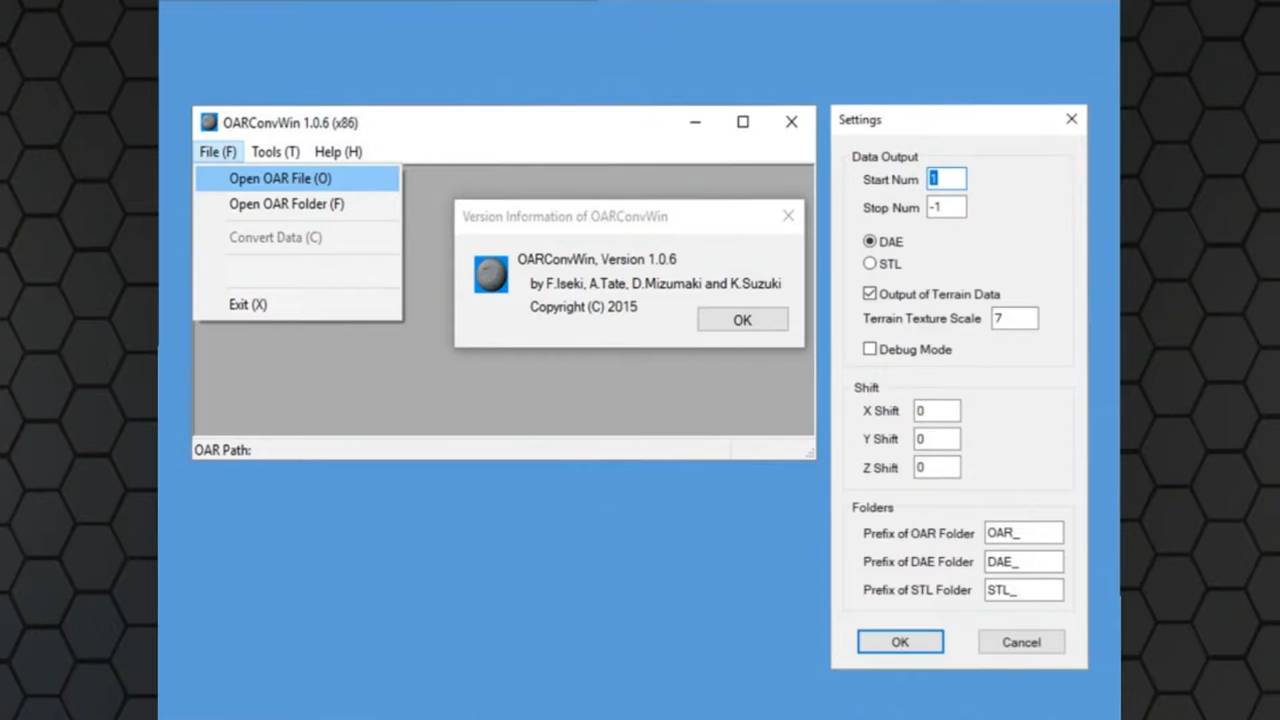 OARConvWin 1.0.6 (x86)
File (F) Tools (T) Help (H)
Open OAR File (O)
Open OAR Folder (F)
Convert Data (C)
Exit (X)
Version Information of OARConvWin
OARConvWin, Version 1.0.6
by F.Iseki, A.Tate, D.Mizumaki and K.Suzuki
Copyright (C) 2015
OK
OAR Path:
Settings
Data Output
Start Num 1
Stop Num -1
DAE
STL
Output of Terrain Data
Terrain Texture Scale 7
Debug Mode
Shift
X Shift 0
Y Shift 0
Z Shift 0
Folders
Prefix of OAR Folder OAR_
Prefix of DAE Folder DAE_
Prefix of STL Folder STL_
OK Cancel